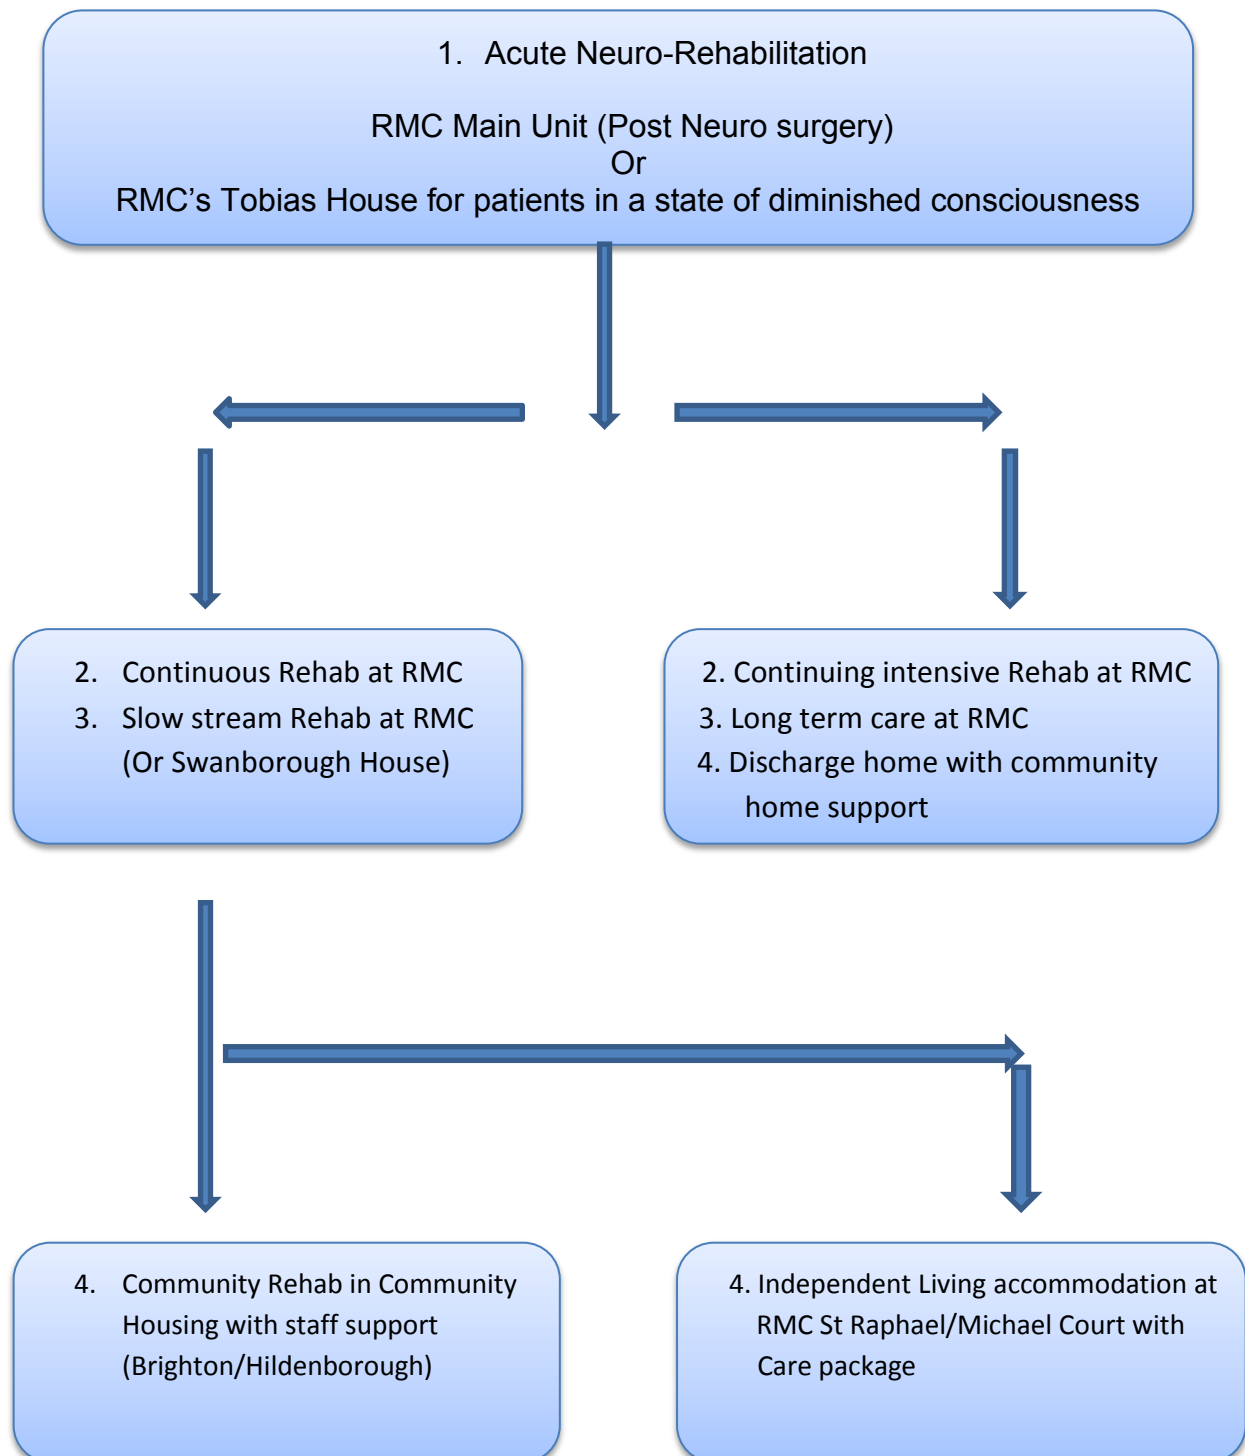 1. Acute Neuro-Rehabilitation
RMC Main Unit (Post Neuro surgery)
Or
RMC’s Tobias House for patients in a state of diminished consciousness
2. Continuous Rehab at RMC
3. Slow stream Rehab at RMC
(Or Swanborough House)
2. Continuing intensive Rehab at RMC
3. Long term care at RMC
4. Discharge home with community
home support
4. Community Rehab in Community
Housing with staff support
(Brighton/Hildenborough)
4. Independent Living accommodation at
RMC St Raphael/Michael Court with
Care package